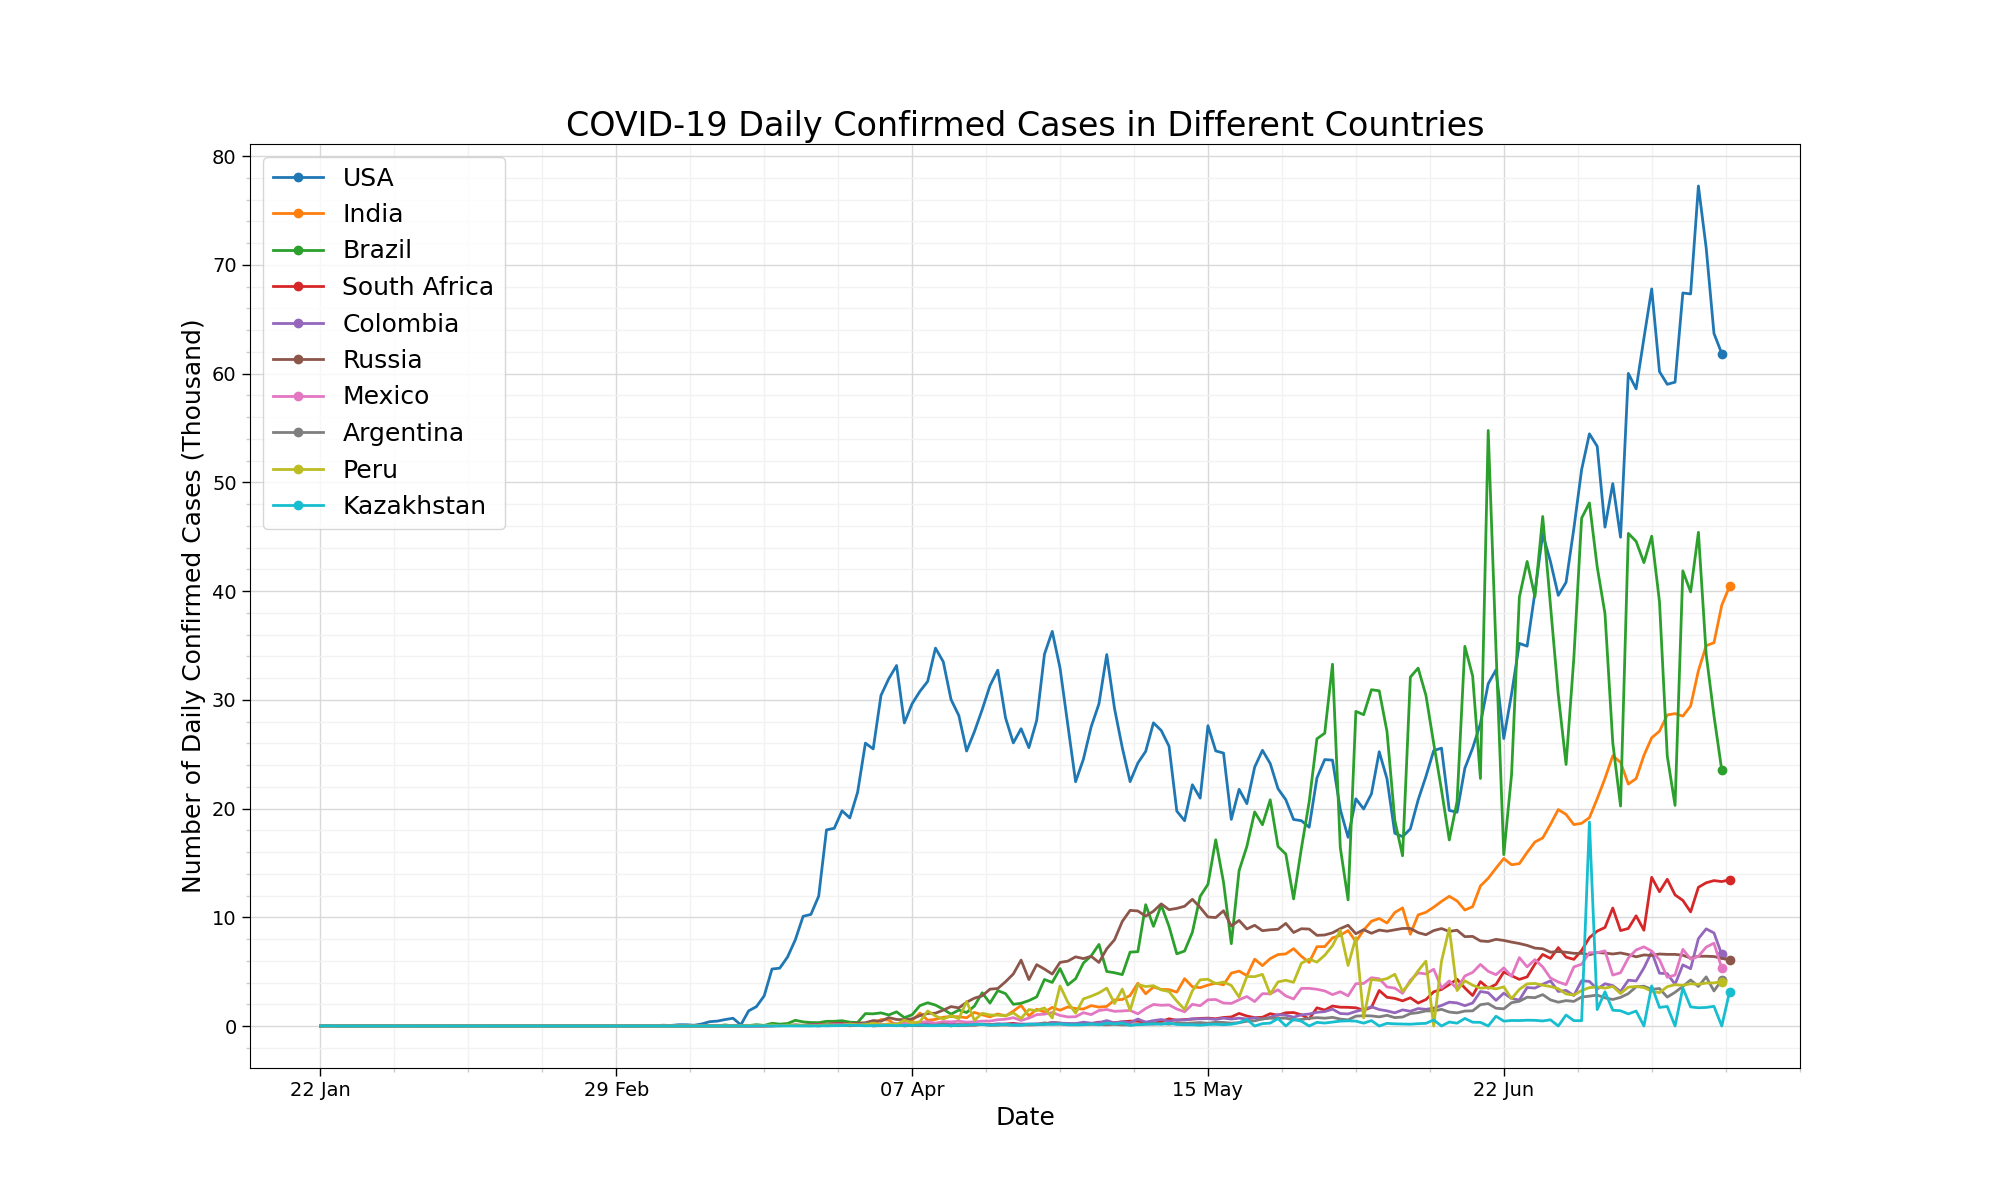 COVID-19 Daily Confirmed Cases in Different Countries
Number of Daily Confirmed Cases (Thousand)
80
70
60
50
40
30
20
10
0
USA
India
Brazil
South Africa
Colombia
Russia
Mexico
Argentina
Peru
Kazakhstan
22 Jan
29 Feb
07 Apr
15 May
22 Jun
Date